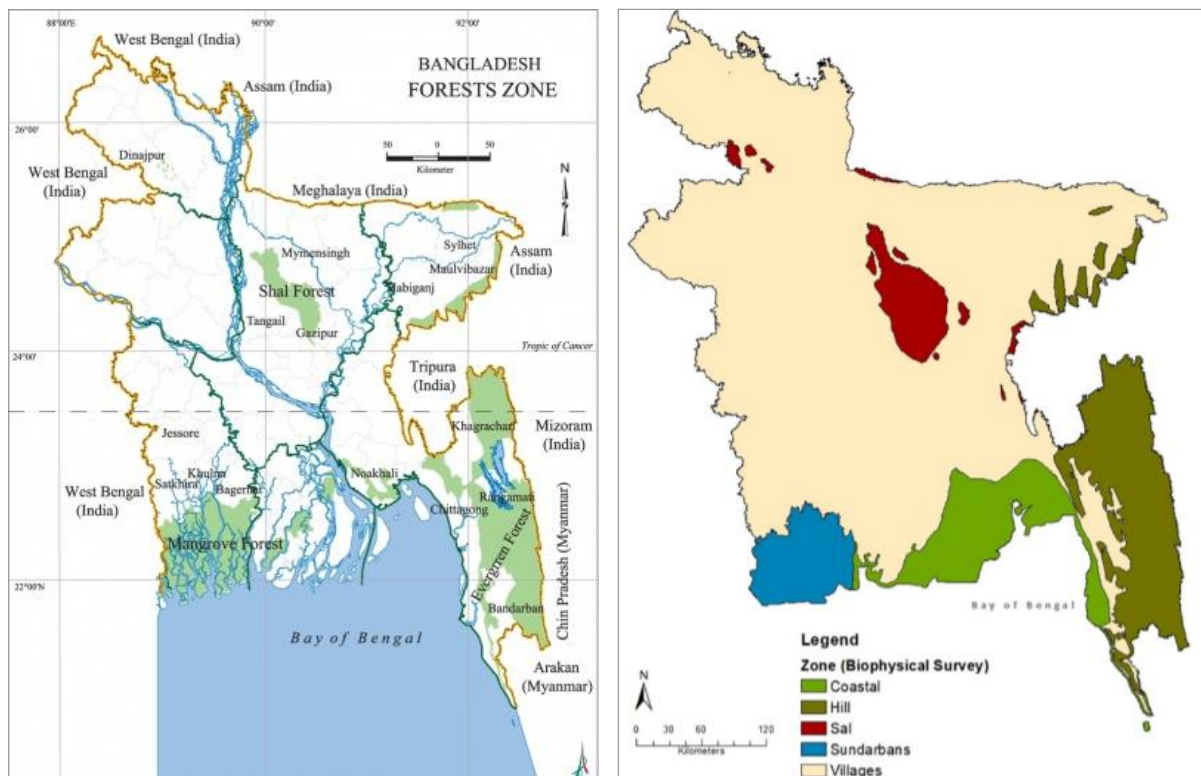 88°00'E
90°00'
92°00'
West Bengal (India)
BANGLADESH
FORESTS ZONE
Assam (India)
26°00'
50
0
50
Kilometer
N
Dinajpur
West Bengal
(India)
Meghalaya (India)
Mymensingh
Sylhet
Assam
(India)
Maulvibazar
Habiganj
Shal Forest
Tangail
Gazipur
24°00'
Tropic of Cancer
Tripura
(India)
Khagrachari
Mizoram
(India)
Jessore
Khulna
Satkhira
Bagerhat
Noakhali
West Bengal
(India)
Rangamati
Chittagong
Mangrove Forest
Evergreen Forest
Chin Pradesh (Myanmar)
22°00'N
Bandarban
Bay of Bengal
Arakan
(Myanmar)
Bay of Bengal
Legend
Zone (Biophysical Survey)
Coastal
Hill
Sal
Sundarbans
Villages
N
0 30 60 120
Kilometers